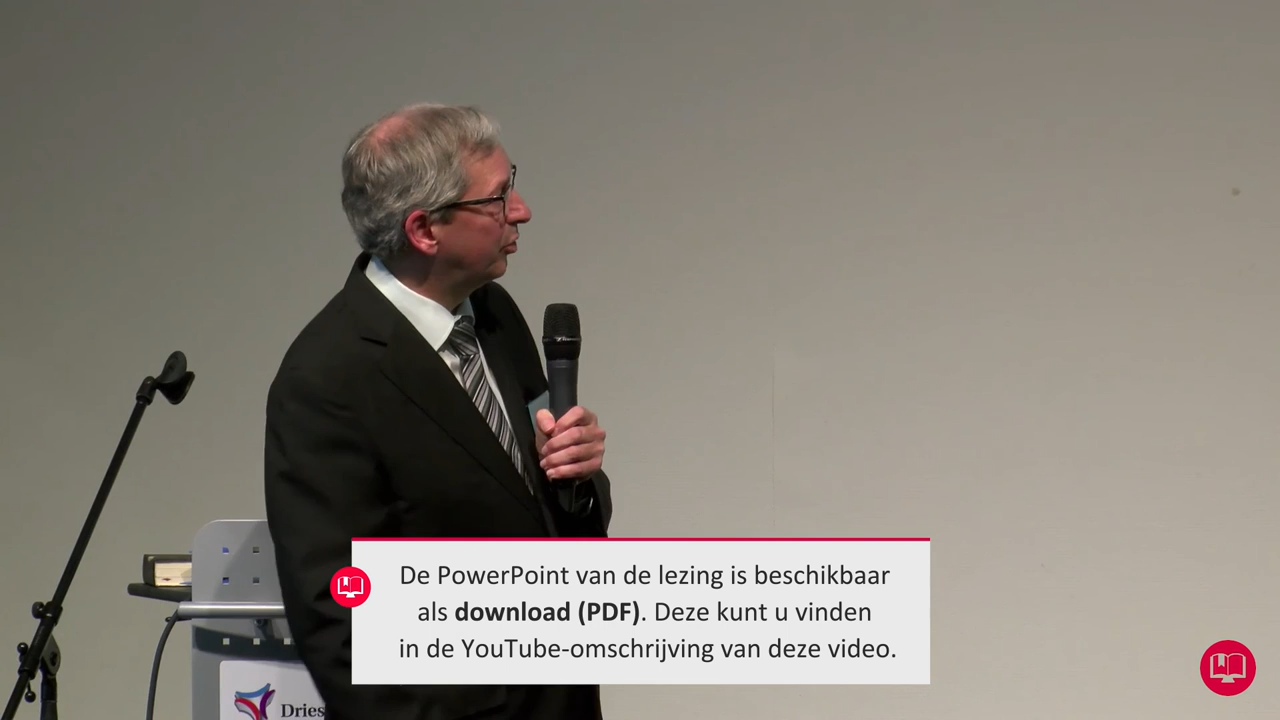 De PowerPoint van de lezing is beschikbaar
als download (PDF). Deze kunt u vinden
in de YouTube-omschrijving van deze video.
Dries